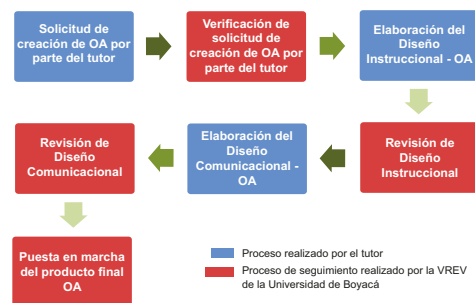 Solicitud de
creación de OA por
parte del tutor
Verificación de
solicitud de
creación de OA por
parte del tutor
Elaboración del
Diseño
Instruccional - OA
Revisión de
Diseño
Instruccional
Elaboración del
Diseño
Comunicacional -
OA
Revisión de
Diseño
Comunicacional
Puesta en marcha
del producto final
OA
Proceso realizado por el tutor
Proceso de seguimiento realizado por la VREV
de la Universidad de Boyacá